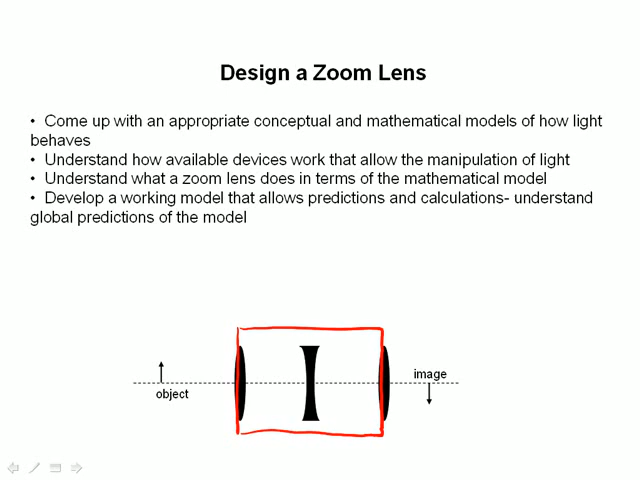 Design a Zoom Lens
• Come up with an appropriate conceptual and mathematical models of how light
behaves
• Understand how available devices work that allow the manipulation of light
• Understand what a zoom lens does in terms of the mathematical model
• Develop a working model that allows predictions and calculations- understand
global predictions of the model
image
object